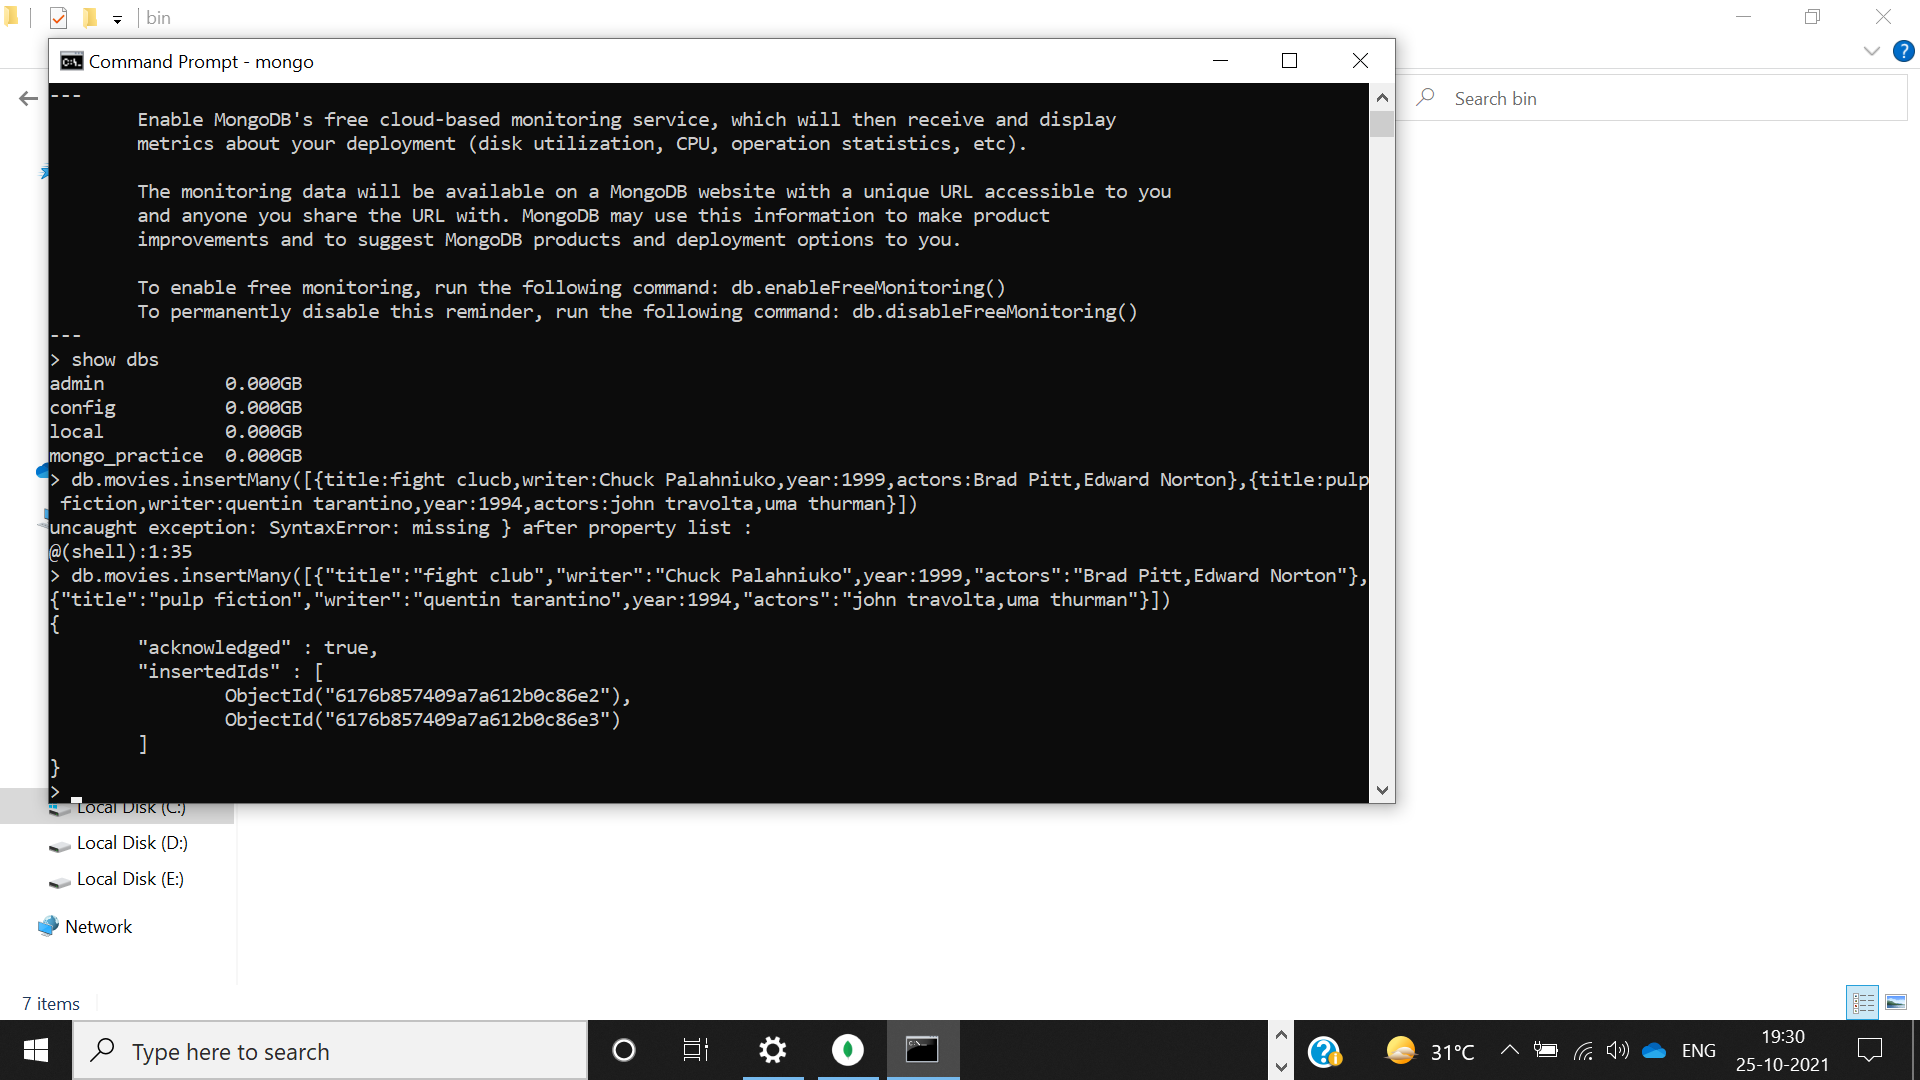 bin
Command Prompt - mongo
Search bin
---
Enable MongoDB's free cloud-based monitoring service, which will then receive and display
metrics about your deployment (disk utilization, CPU, operation statistics, etc).
The monitoring data will be available on a MongoDB website with a unique URL accessible to you
and anyone you share the URL with. MongoDB may use this information to make product
improvements and to suggest MongoDB products and deployment options to you.
To enable free monitoring, run the following command: db.enableFreeMonitoring()
To permanently disable this reminder, run the following command: db.disableFreeMonitoring()
---
> show dbs
admin 0.000GB
config 0.000GB
local 0.000GB
mongo_practice 0.000GB
> db.movies.insertMany([{title:fight clucb,writer:Chuck Palahniuko,year:1999,actors:Brad Pitt,Edward Norton},{title:pulp
fiction,writer:quentin tarantino,year:1994,actors:john travolta,uma thurman}])
uncaught exception: SyntaxError: missing } after property list :
@(shell):1:35
> db.movies.insertMany([{"title":"fight club","writer":"Chuck Palahniuko",year:1999,"actors":"Brad Pitt,Edward Norton"},
{"title":"pulp fiction","writer":"quentin tarantino",year:1994,"actors":"john travolta,uma thurman"}])
{
"acknowledged" : true,
"insertedIds" : [
ObjectId("6176b857409a7a612b0c86e2"),
ObjectId("6176b857409a7a612b0c86e3")
]
}
>
Local Disk (C:)
Local Disk (D:)
Local Disk (E:)
Network
7 items
Type here to search
31°C
ENG
19:30
25-10-2021